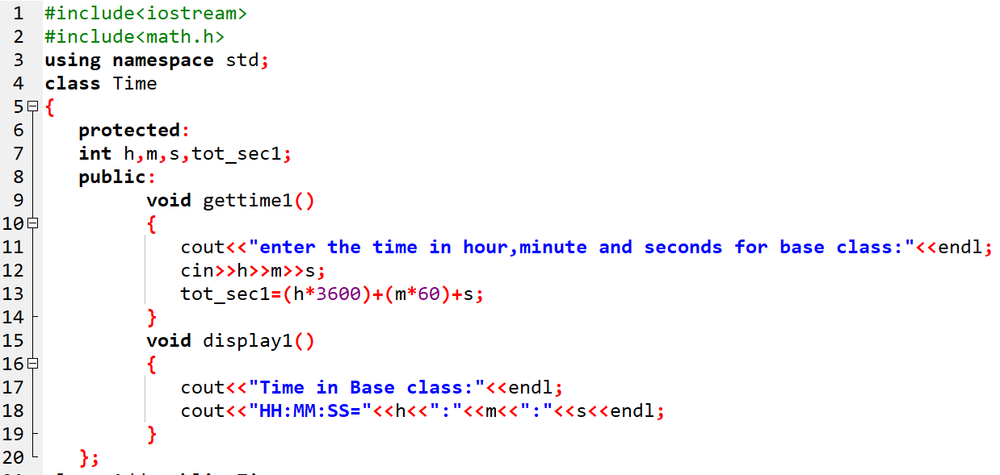 1 #include<iostream>
2 #include<math.h>
3 using namespace std;
4 class Time
5 {
6 protected:
7 int h,m,s,tot_sec1;
8 public:
9 void gettime1()
10 {
11 cout<<"enter the time in hour,minute and seconds for base class:"<<endl;
12 cin>>h>>m>>s;
13 tot_sec1=(h*3600)+(m*60)+s;
14 }
15 void display1()
16 {
17 cout<<"Time in Base class:"<<endl;
18 cout<<"HH:MM:SS="<<h<<":"<<m<<":"<<s<<endl;
19 }
20 };